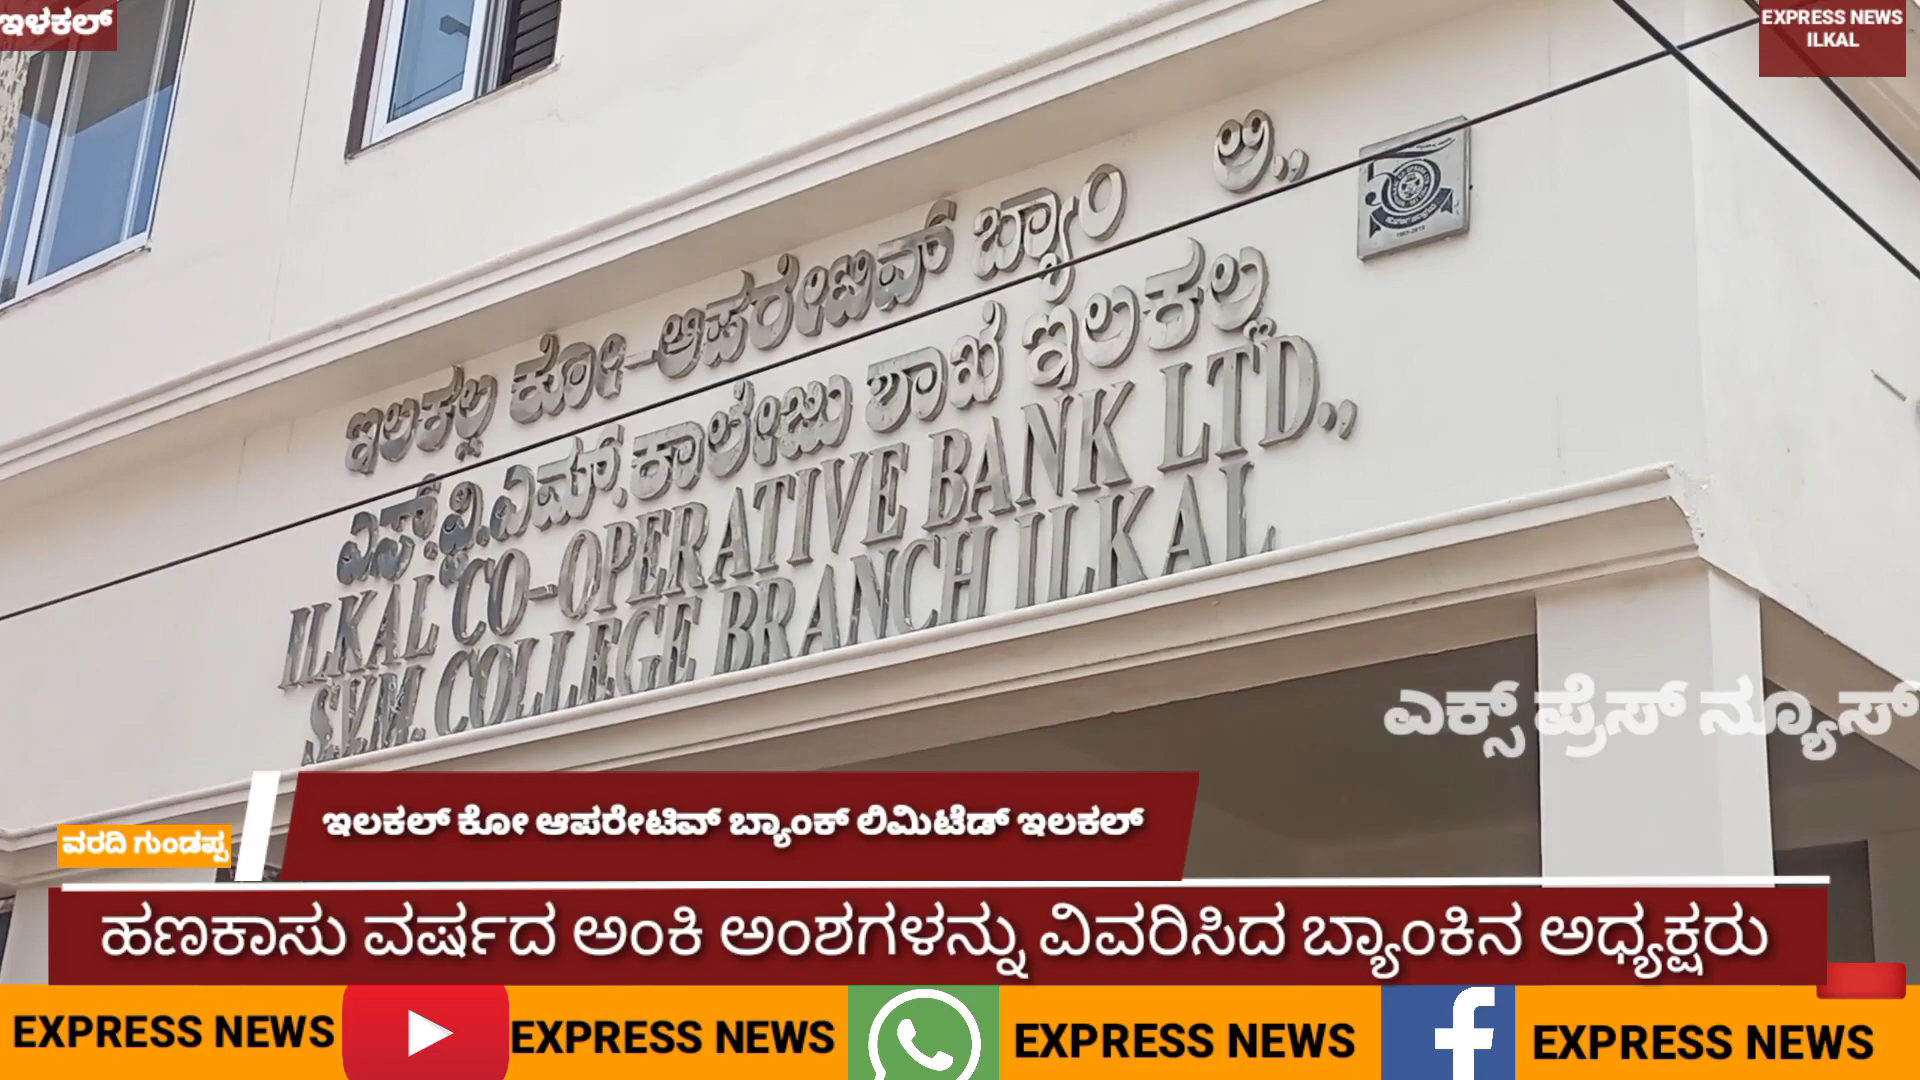 ಇಳಕಲ್
EXPRESS NEWS
ILKAL
ಇಲಕಲ್ಲ ಕೋ-ಆಪರೇಟಿವ್ ಬ್ಯಾಂ ಲಿ.,
ಎಸ್.ವ್ಹಿ.ಎಮ್.ಕಾಲೇಜು ಶಾಖೆ ಇಲಕಲ್ಲ
ILKAL CO-OPERATIVE BANK LTD.,
S.V.M. COLLEGE BRANCH ILKAL
ಎಕ್ಸ್ ಪ್ರೆಸ್ ನ್ಯೂಸ್
ಇಲಕಲ್ ಕೋ ಆಪರೇಟಿವ್ ಬ್ಯಾಂಕ್ ಲಿಮಿಟೆಡ್ ಇಲಕಲ್
ವರದಿ ಗುಂಡಪ್ಪ
ಹಣಕಾಸು ವರ್ಷದ ಅಂಕಿ ಅಂಶಗಳನ್ನು ವಿವರಿಸಿದ ಬ್ಯಾಂಕಿನ ಅಧ್ಯಕ್ಷರು
EXPRESS NEWS EXPRESS NEWS EXPRESS NEWS EXPRESS NEWS